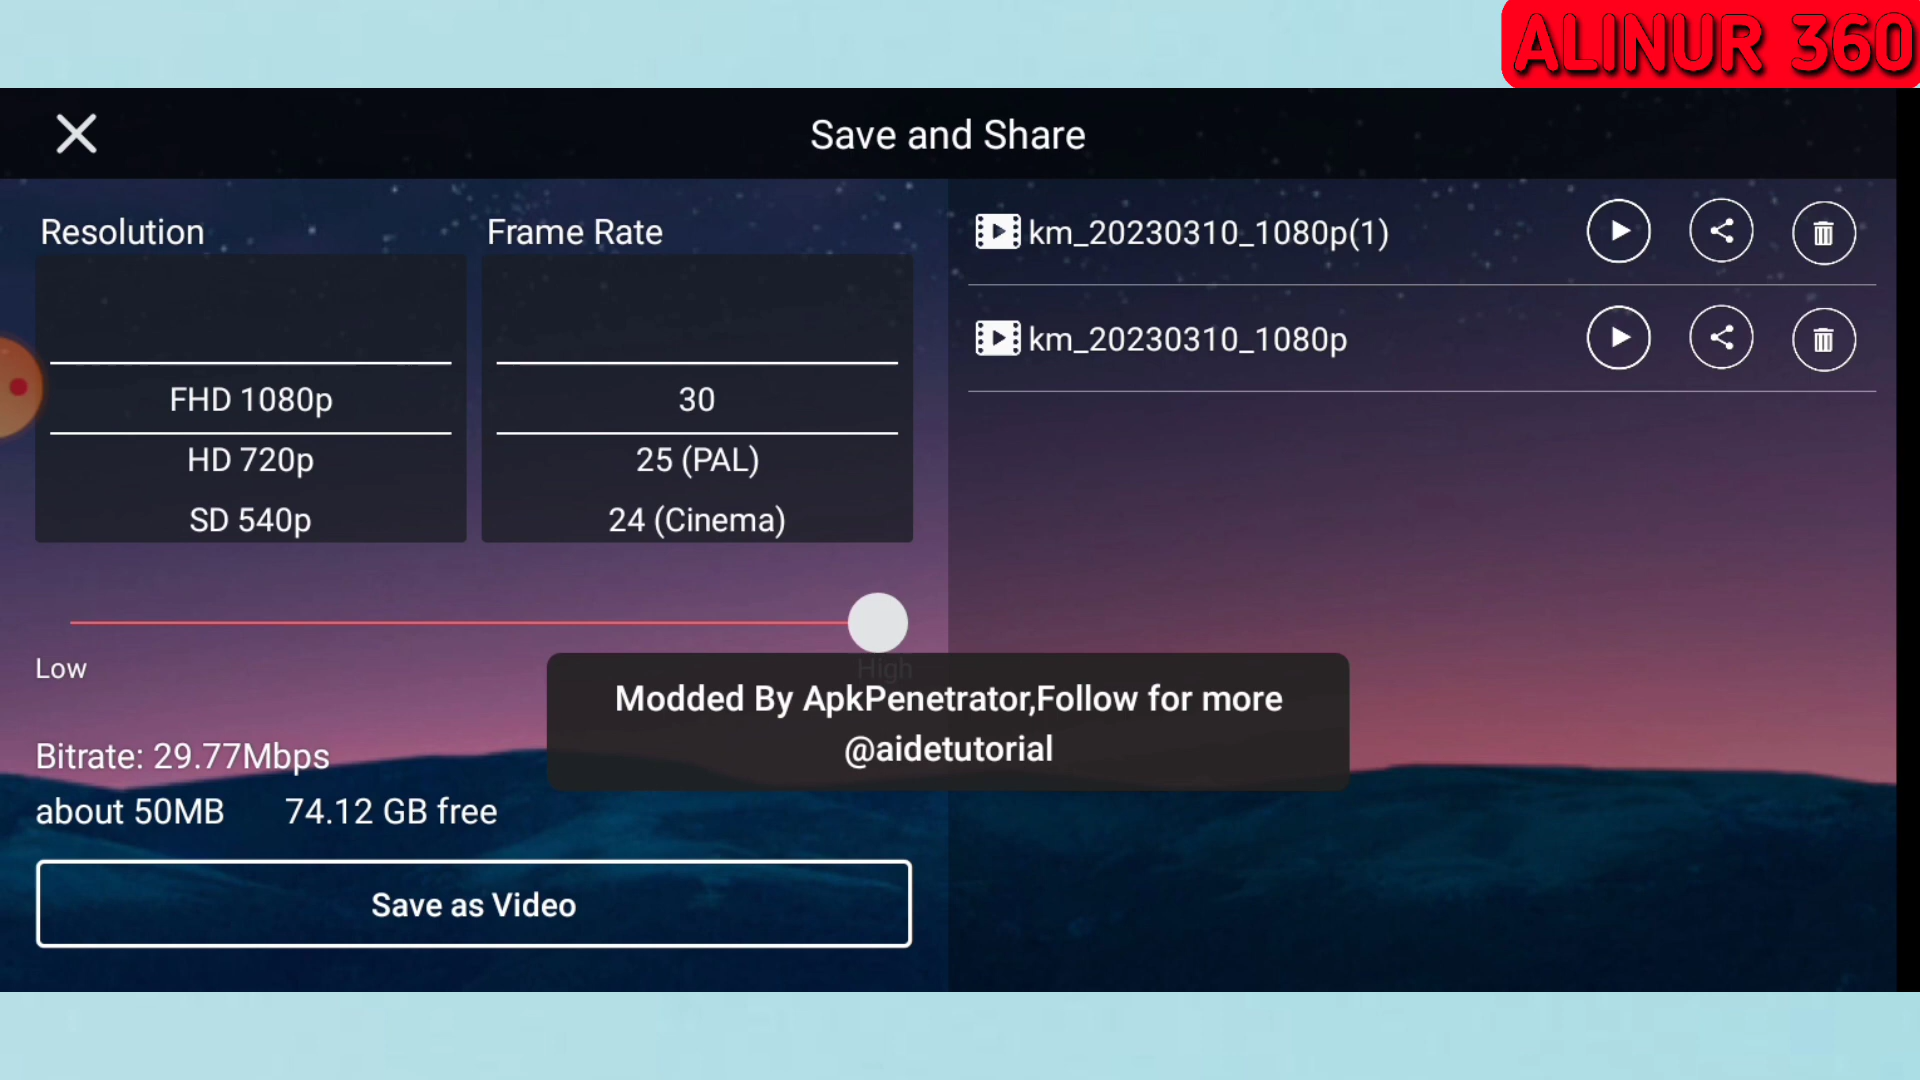 ALINUR 360
Save and Share
Resolution
Frame Rate
FHD 1080p
HD 720p
SD 540p
30
25 (PAL)
24 (Cinema)
Low
High
Bitrate: 29.77Mbps
about 50MB 74.12 GB free
Save as Video
km_20230310_1080p(1)
km_20230310_1080p
Modded By ApkPenetrator,Follow for more
@aidetutorial